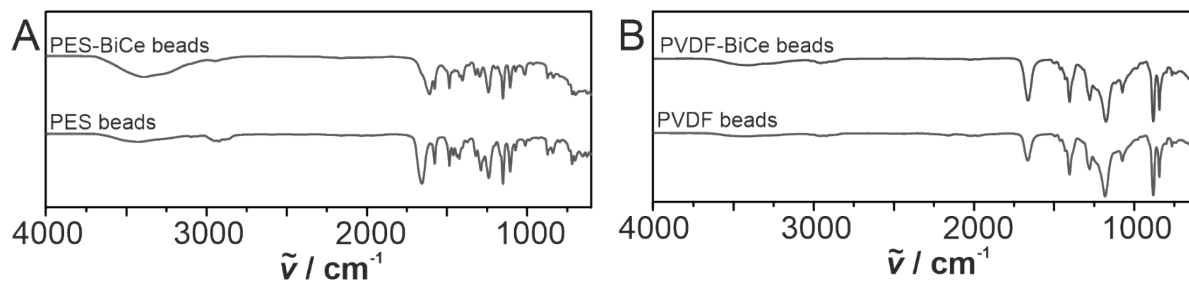 A
PES-BiCe beads
PES beads
4000 3000 2000 1000
ṽ / cm⁻¹
B
PVDF-BiCe beads
PVDF beads
4000 3000 2000 1000
ṽ / cm⁻¹